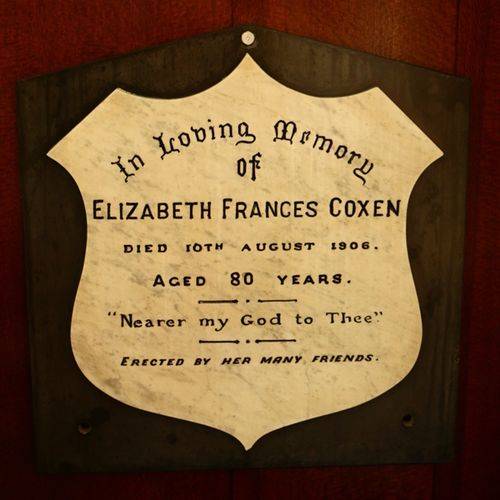 In Loving Memory
of
ELIZABETH FRANCES COXEN
DIED 10TH AUGUST 1906.
AGED 80 YEARS.
"Nearer my God to Thee"
ERECTED BY HER MANY FRIENDS.